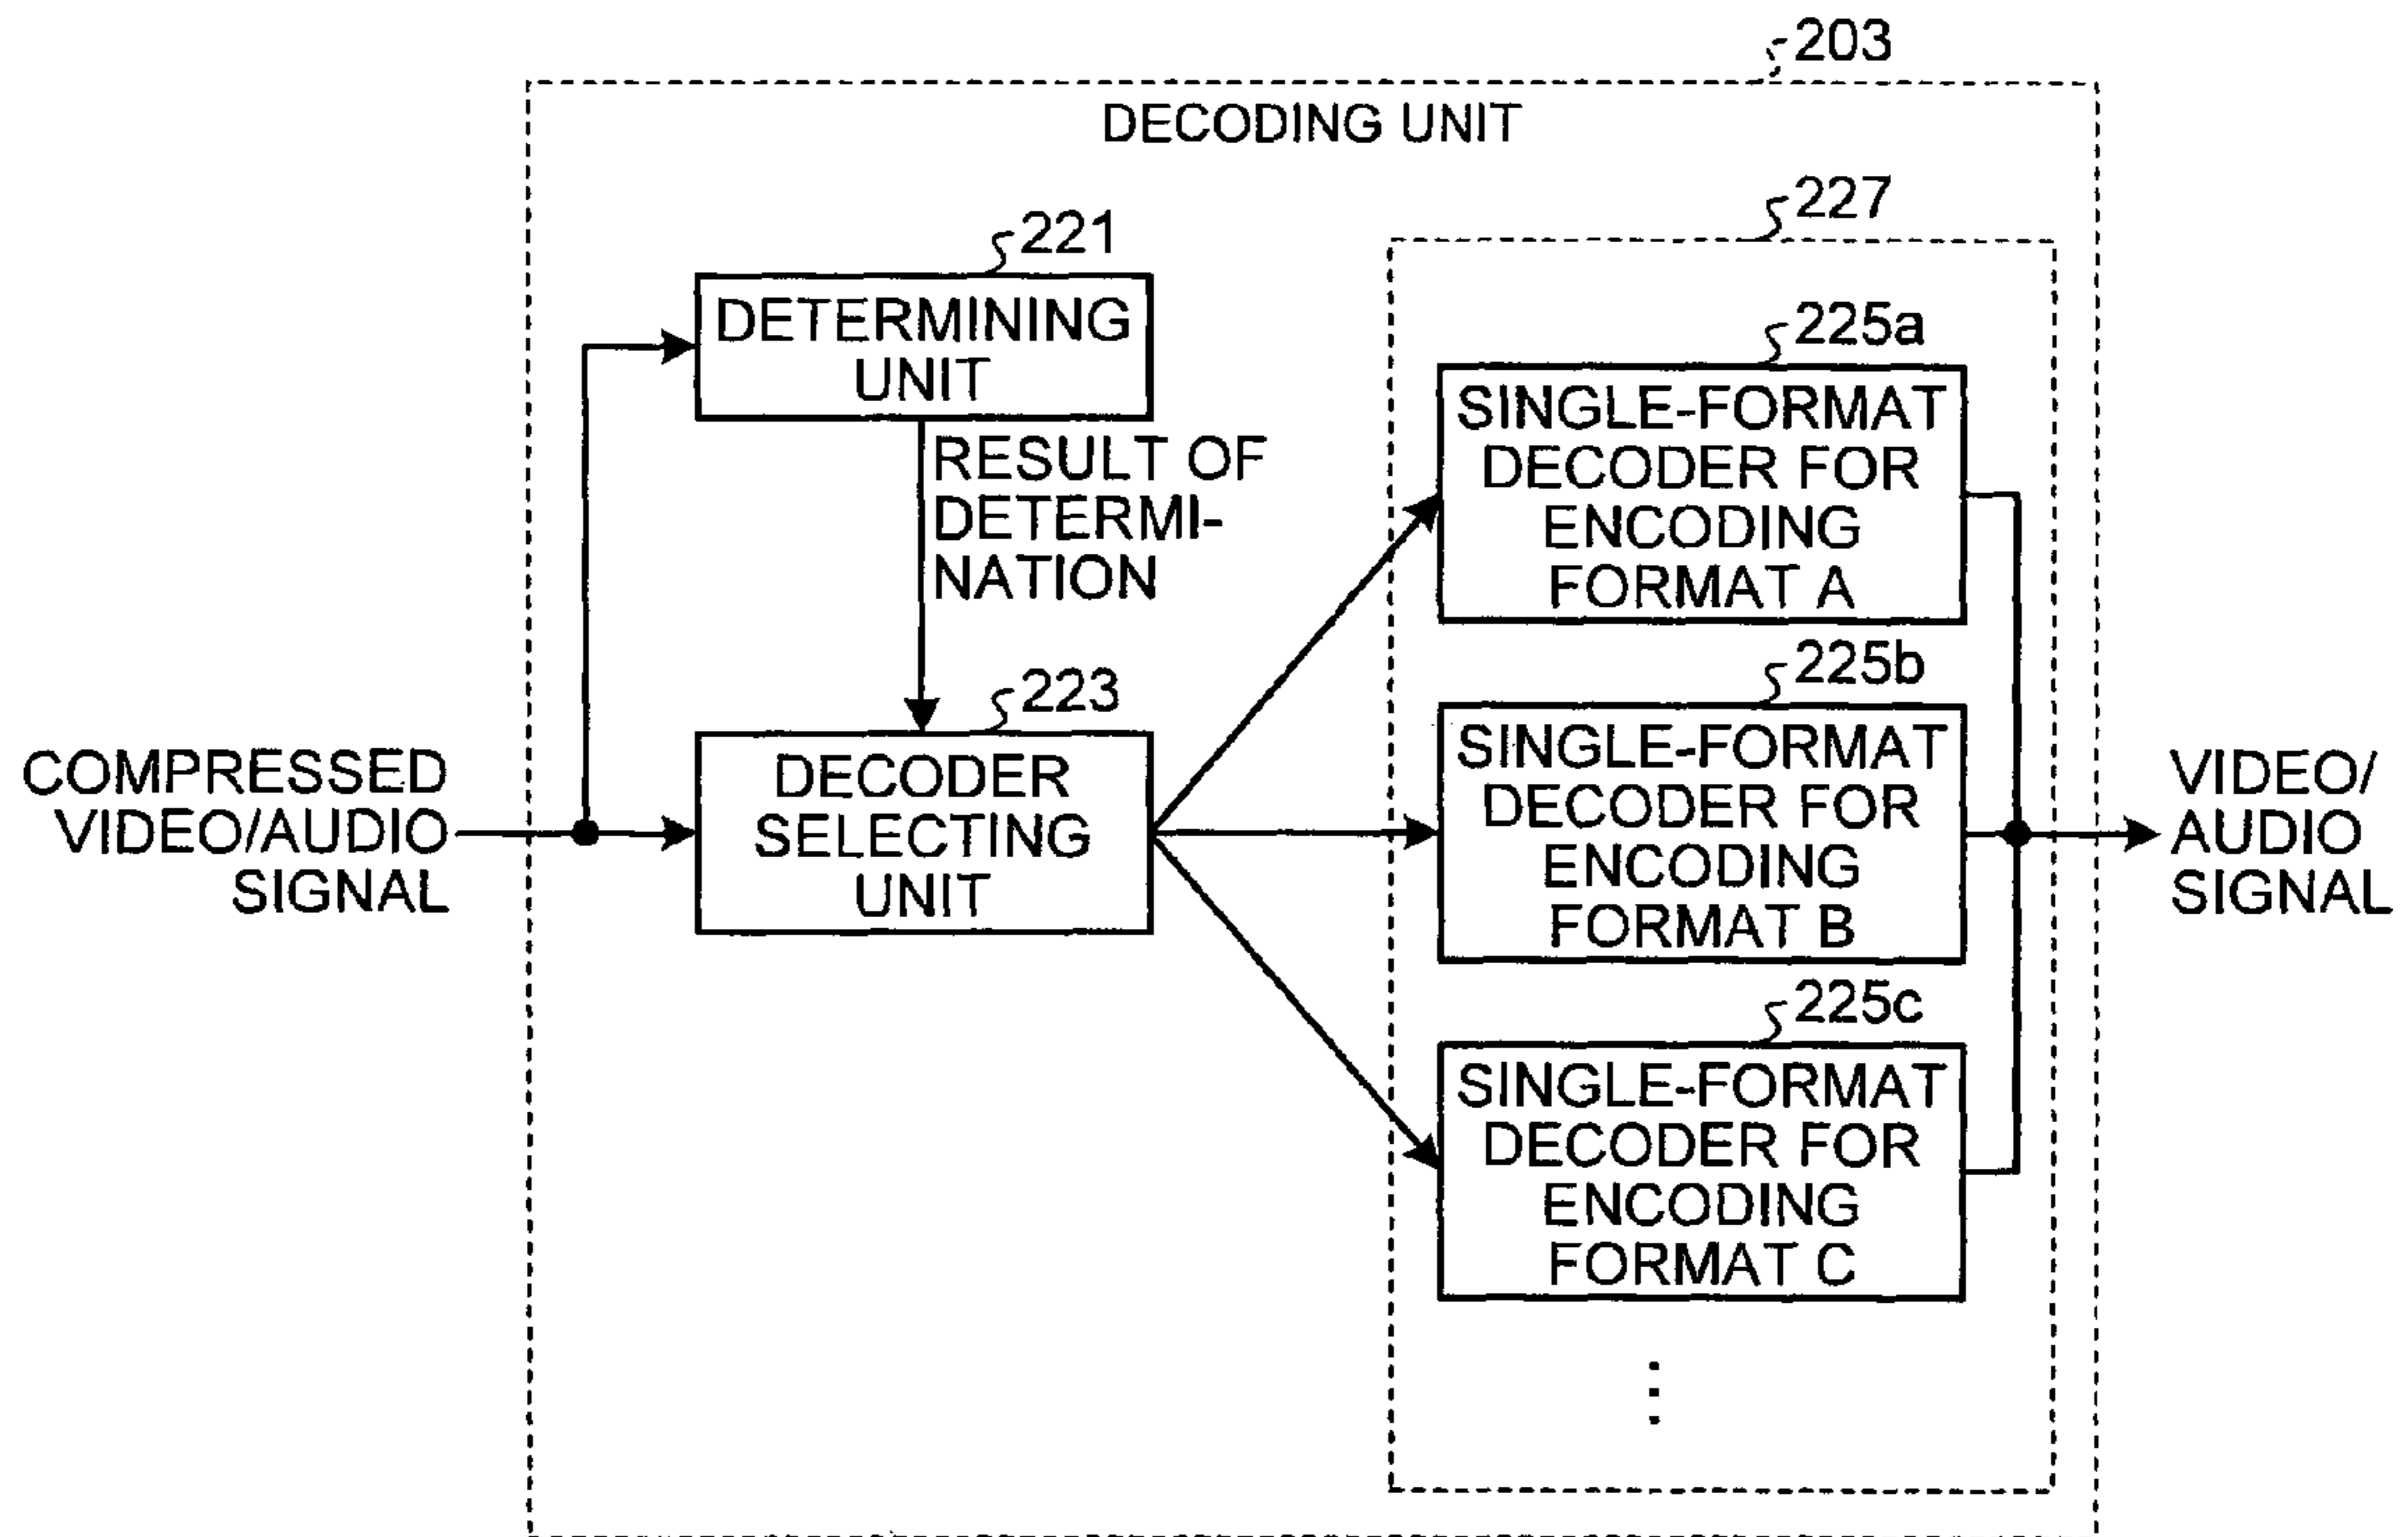 203
DECODING UNIT
227
221
DETERMINING
UNIT
RESULT OF
DETERMI-
NATION
223
DECODER
SELECTING
UNIT
COMPRESSED
VIDEO/AUDIO
SIGNAL
225a
SINGLE-FORMAT
DECODER FOR
ENCODING
FORMAT A
225b
SINGLE-FORMAT
DECODER FOR
ENCODING
FORMAT B
225c
SINGLE-FORMAT
DECODER FOR
ENCODING
FORMAT C
VIDEO/
AUDIO
SIGNAL